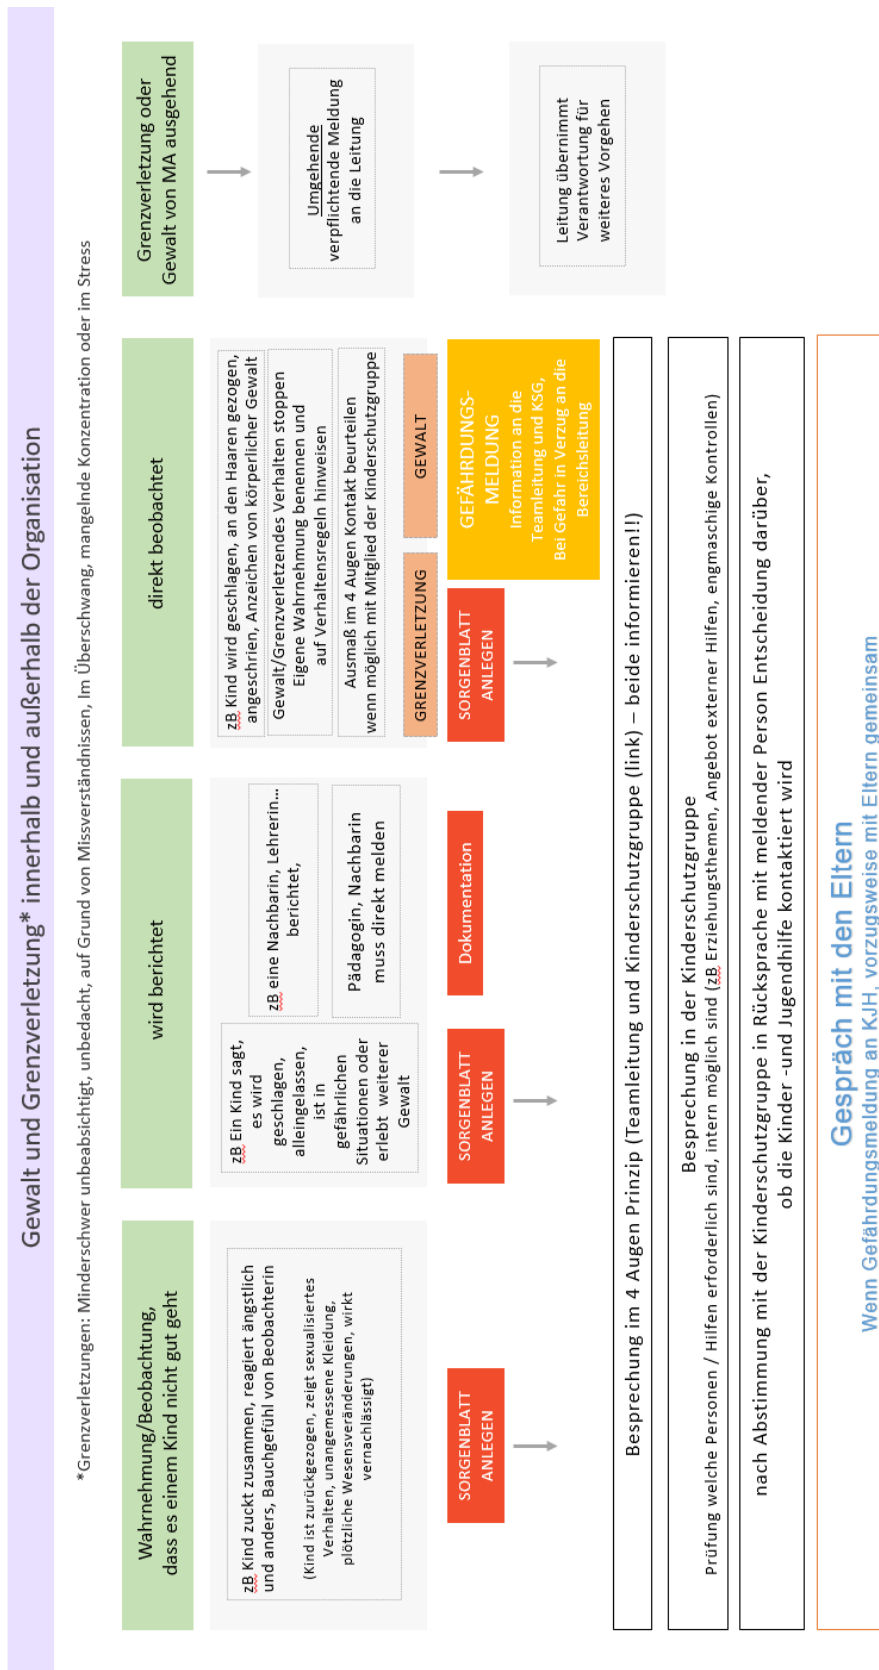 Gewalt und Grenzverletzung* innerhalb und außerhalb der Organisation
*Grenzverletzungen: Minderschwer unbeabsichtigt, unbedacht, auf Grund von Missverständnissen, Im Überschwang, mangelnde Konzentration oder im Stress
Wahrnehmung/Beobachtung,
dass es einem Kind nicht gut geht
zB Kind zuckt zusammen, reagiert ängstlich
und anders, Bauchgefühl von Beobachterin
(Kind ist zurückgezogen, zeigt sexualisiertes
Verhalten, unangemessene Kleidung,
plötzliche Wesensveränderungen, wirkt
vernachlässigt)
SORGENBLATT
ANLEGEN
wird berichtet
zB Ein Kind sagt,
es wird
geschlagen,
alleingelassen,
ist in
gefährlichen
Situationen oder
erlebt weiterer
Gewalt
SORGENBLATT
ANLEGEN
zB eine Nachbarin, Lehrerin...
berichtet,
Pädagogin, Nachbarin
muss direkt melden
Dokumentation
direkt beobachtet
zB Kind wird geschlagen, an den Haaren gezogen,
angeschrien, Anzeichen von körperlicher Gewalt
Gewalt/Grenzverletzendes Verhalten stoppen
Eigene Wahrnehmung benennen und
auf Verhaltensregeln hinweisen
Ausmaß im 4 Augen Kontakt beurteilen
wenn möglich mit Mitglied der Kinderschutzgruppe
GRENZVERLETZUNG
SORGENBLATT
ANLEGEN
GEWALT
GEFÄHRDUNGS-
MELDUNG
Information an die
Teamleitung und KSG,
Bei Gefahr in Verzug an die
Bereichsleitung
Grenzverletzung oder
Gewalt von MA ausgehend
Umgehende
verpflichtende Meldung
an die Leitung
Leitung übernimmt
Verantwortung für
weiteres Vorgehen
Besprechung im 4 Augen Prinzip (Teamleitung und Kinderschutzgruppe (link) – beide informieren!!)
Besprechung in der Kinderschutzgruppe
Prüfung welche Personen / Hilfen erforderlich sind, intern möglich sind (zB Erziehungsthemen, Angebot externer Hilfen, engmaschige Kontrollen)
nach Abstimmung mit der Kinderschutzgruppe in Rücksprache mit meldender Person Entscheidung darüber,
ob die Kinder -und Jugendhilfe kontaktiert wird
Gespräch mit den Eltern
Wenn Gefährdungsmeldung an KJH, vorzugsweise mit Eltern gemeinsam